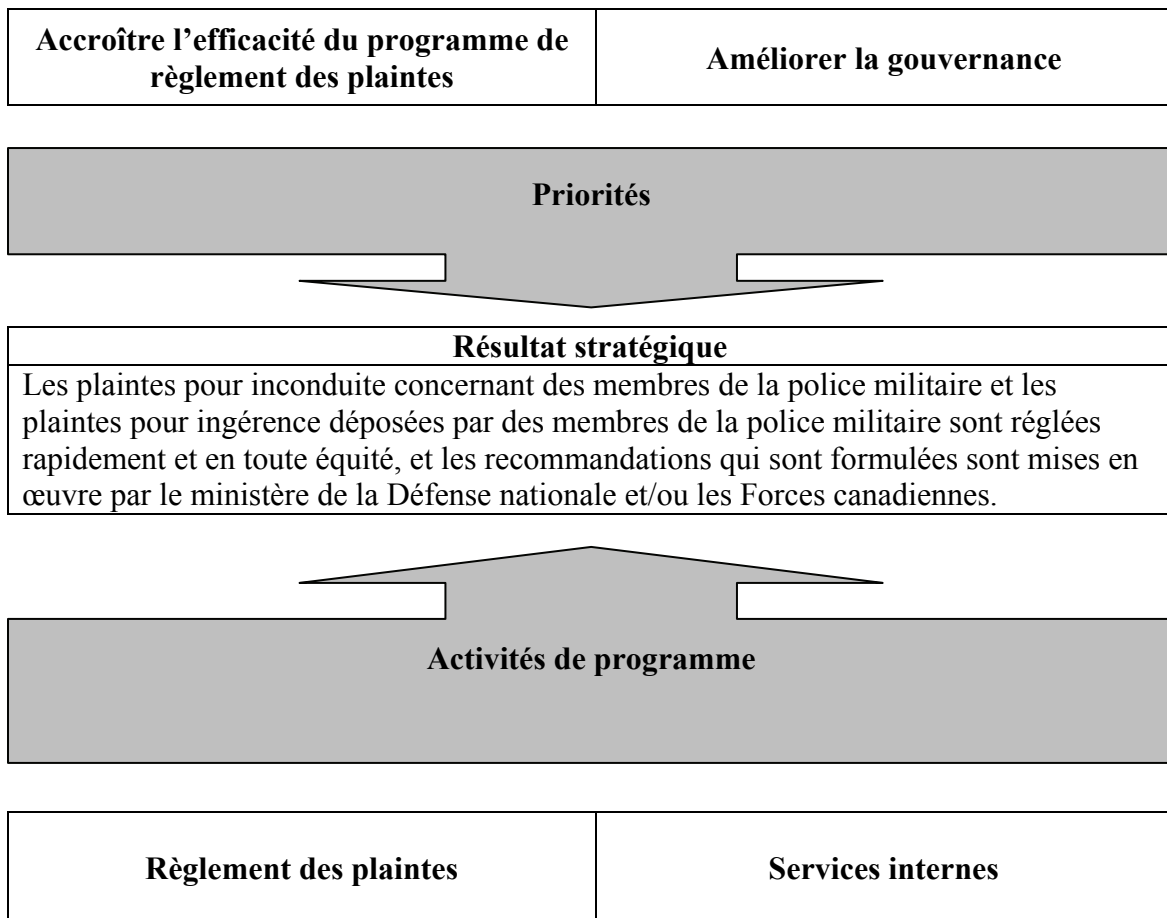 Accroître l’efficacité du programme de
règlement des plaintes
Améliorer la gouvernance
Priorités
Résultat stratégique
Les plaintes pour inconduite concernant des membres de la police militaire et les
plaintes pour ingérence déposées par des membres de la police militaire sont réglées
rapidement et en toute équité, et les recommandations qui sont formulées sont mises en
œuvre par le ministère de la Défense nationale et/ou les Forces canadiennes.
Activités de programme
Règlement des plaintes
Services internes